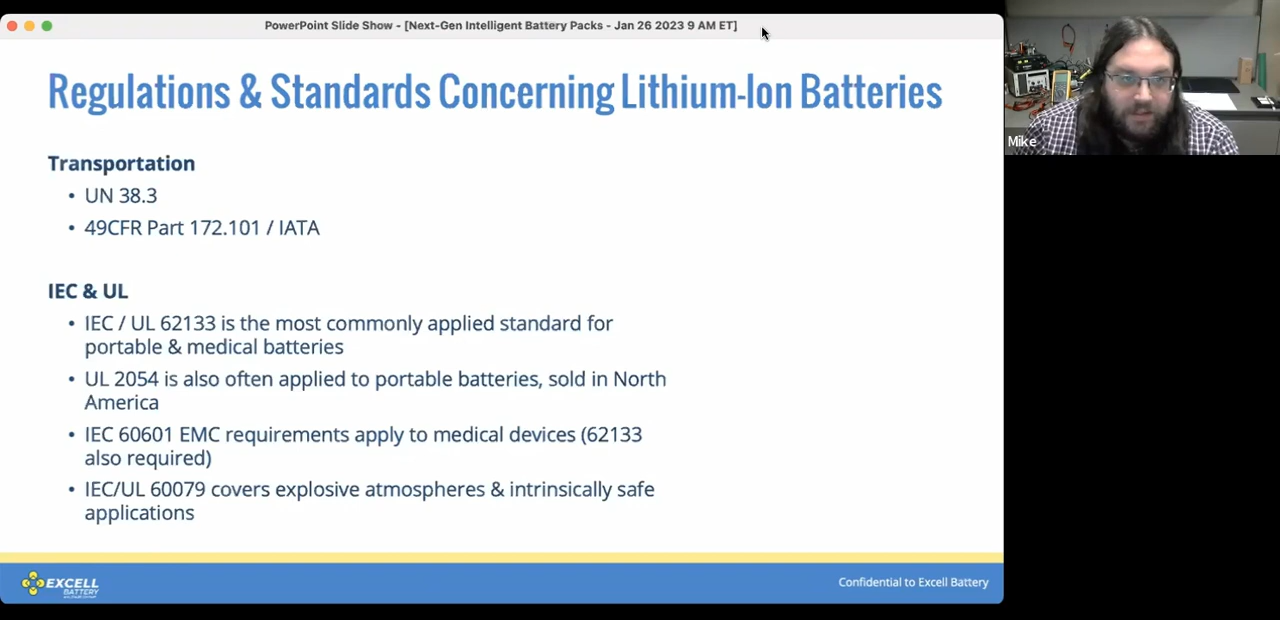 PowerPoint Slide Show - [Next-Gen Intelligent Battery Packs - Jan 26 2023 9 AM ET]
Regulations & Standards Concerning Lithium-Ion Batteries
Mike
Transportation
• UN 38.3
• 49CFR Part 172.101 / IATA
IEC & UL
• IEC / UL 62133 is the most commonly applied standard for
portable & medical batteries
• UL 2054 is also often applied to portable batteries, sold in North
America
• IEC 60601 EMC requirements apply to medical devices (62133
also required)
• IEC/UL 60079 covers explosive atmospheres & intrinsically safe
applications
EXCELL
BATTERY
Confidential to Excell Battery